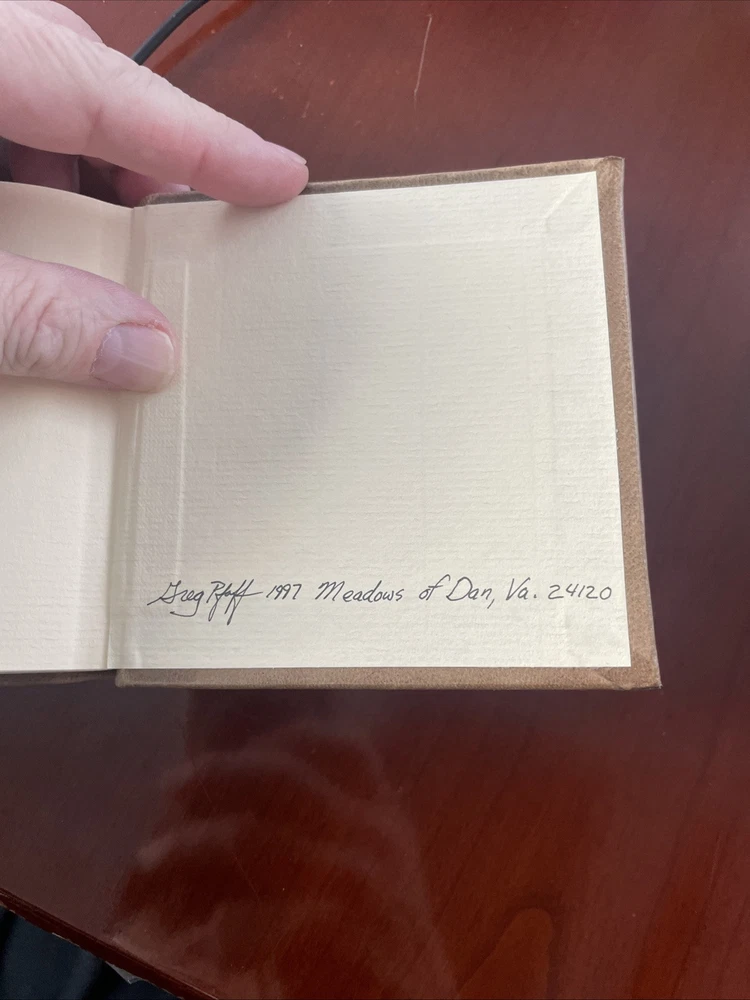 Greg Pfaff 1997 Meadows of Dan, Va. 24120